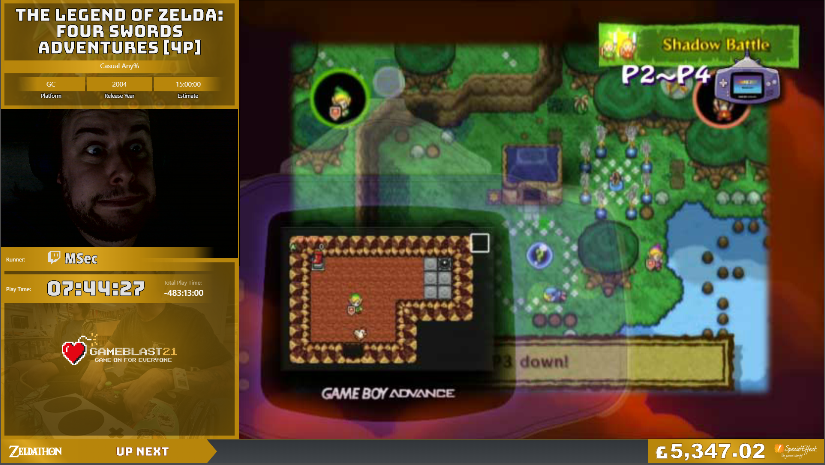 THE LEGEND OF ZELDA:
FOUR SWORDS
ADVENTURES [4P]
Casual Any%
GC
2004
15:00:00
Platform
Release Year
Estimate
Runner:
MSec
Play Time:
07:44:27
Total Play Time:
-483:13:00
GAMEBLAST21
GAME ON FOR EVERYONE
Shadow Battle
P2~P4
P3 down!
GAME BOY ADVANCE
ZELDATHON
UP NEXT
£5,347.02
SpecialEffect